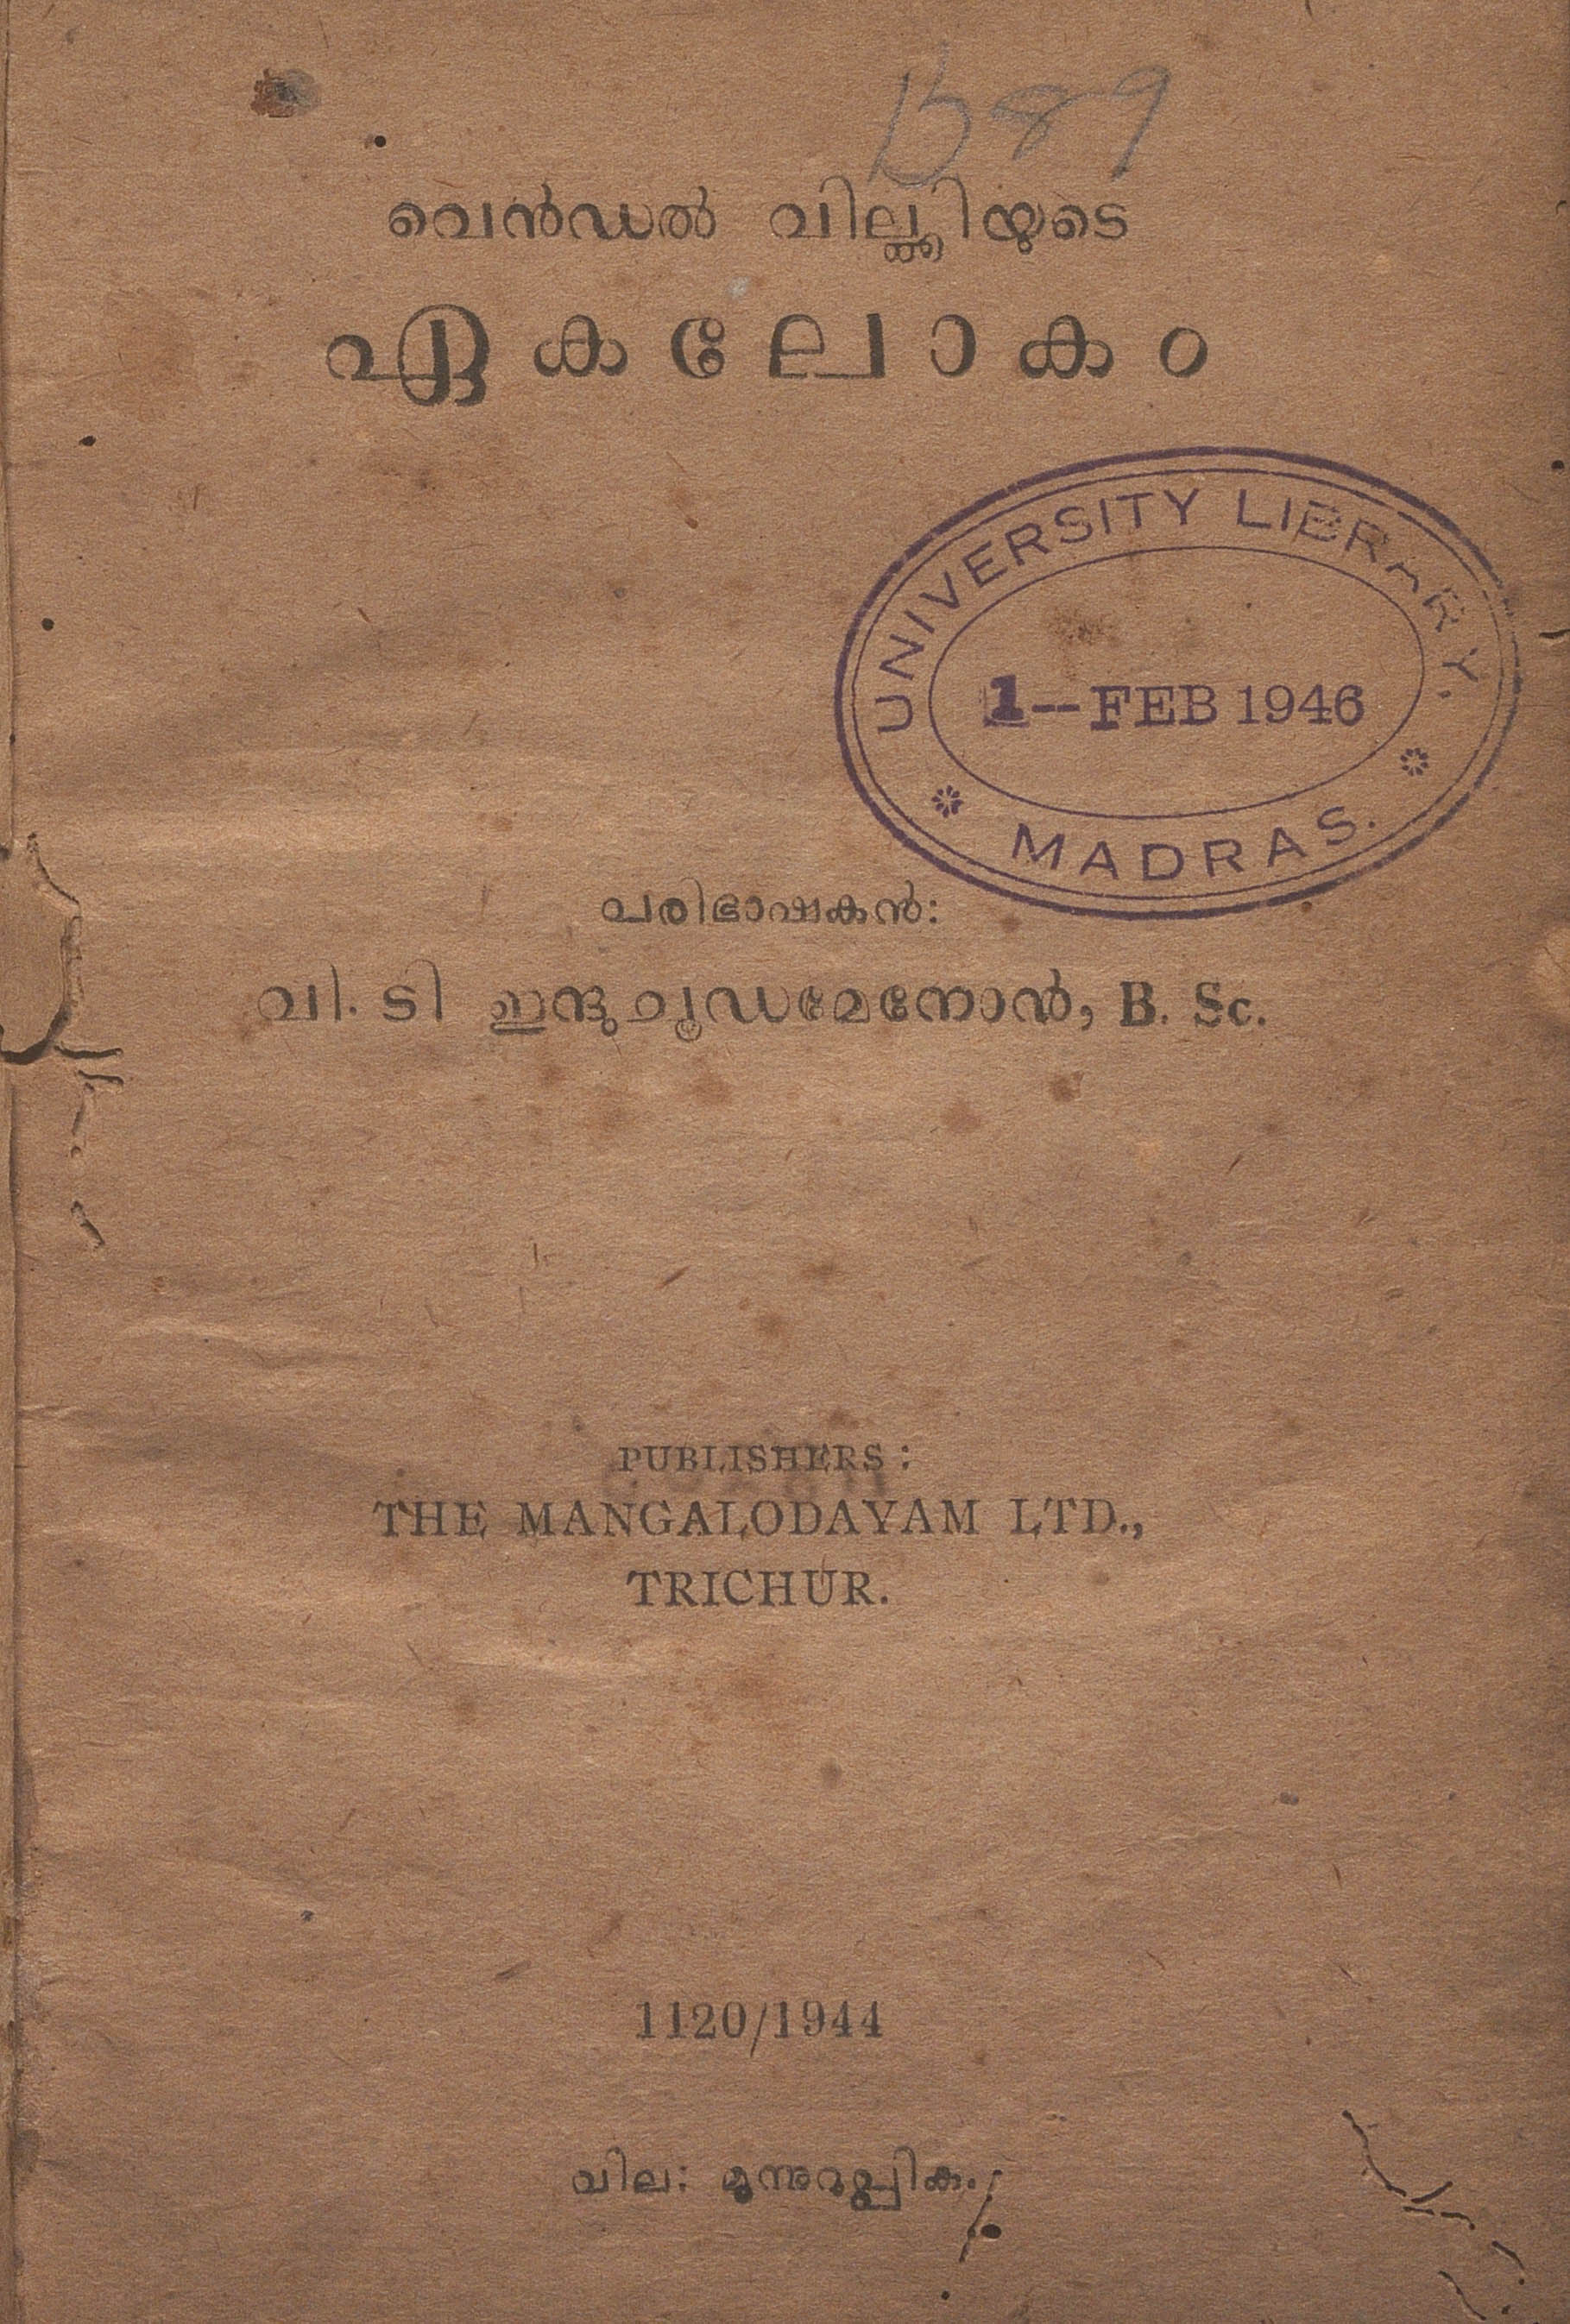 B89
വെൻഡൽ വില്ക്കിയുടെ
ഏകലോകം
UNIVERSITY LIBRARY.
1--FEB 1946
MADRAS.
പരിഭാഷകൻ:
വി. ടി ഇന്ദുചൂഡമേനോൻ, B. Sc.
PUBLISHERS:
THE MANGALODAYAM LTD.,
TRICHUR.
1120/1944
വില: മൂന്നുറുപ്പിക.